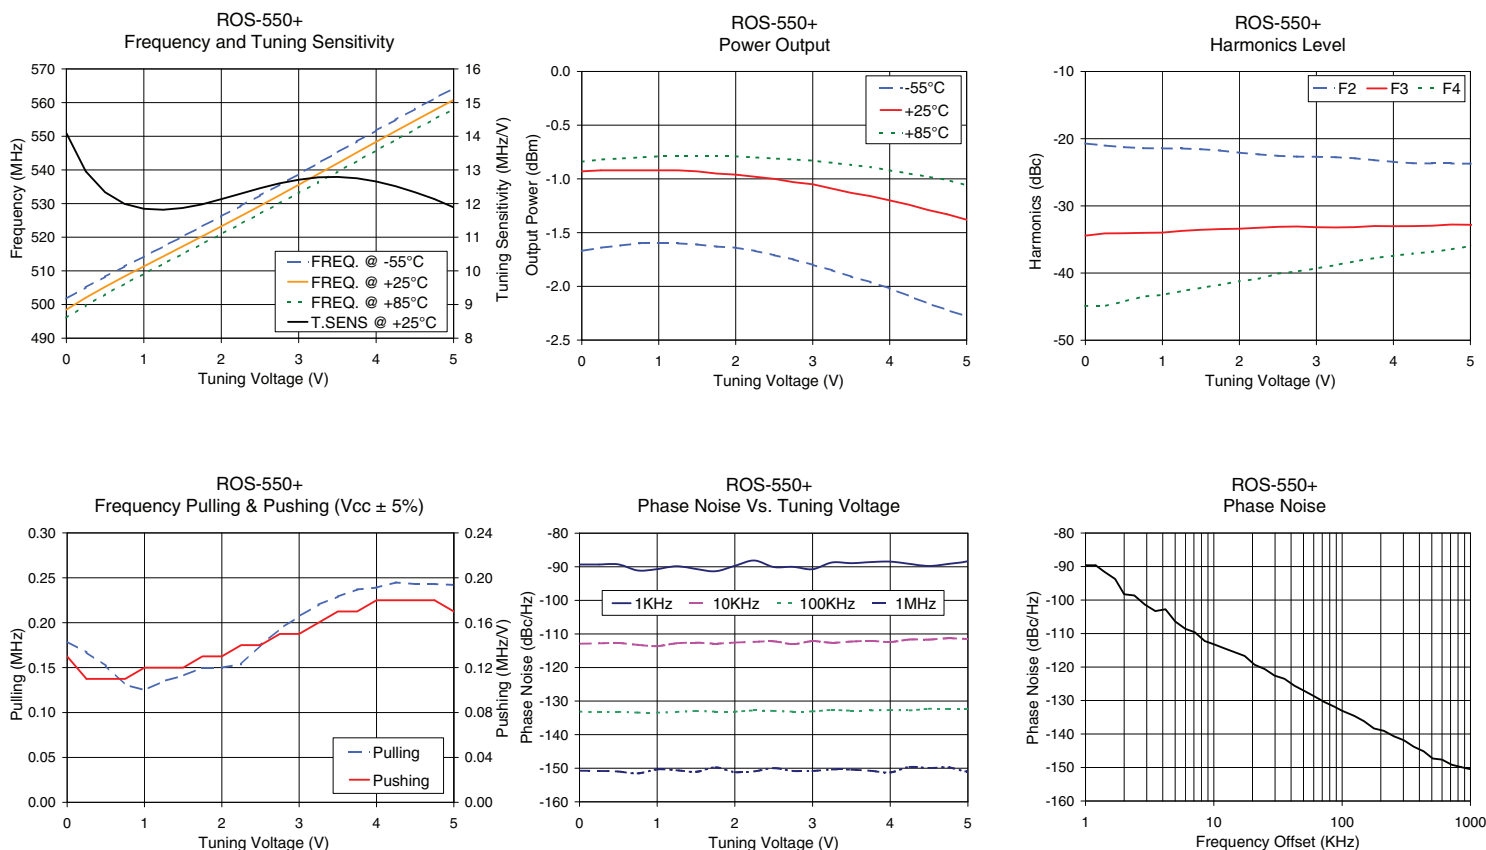 ROS-550+
Frequency and Tuning Sensitivity
570
560
550
540
530
520
510
500
490
16
15
14
13
12
11
10
9
8
Frequency (MHz)
Tuning Sensitivity (MHz/V)
FREQ. @ -55°C
FREQ. @ +25°C
FREQ. @ +85°C
T.SENS @ +25°C
0 1 2 3 4 5
Tuning Voltage (V)
ROS-550+
Power Output
0.0
-0.5
-1.0
-1.5
-2.0
-2.5
Output Power (dBm)
-55°C
+25°C
+85°C
0 1 2 3 4 5
Tuning Voltage (V)
ROS-550+
Harmonics Level
-10
-20
-30
-40
-50
Harmonics (dBc)
F2 F3 F4
0 1 2 3 4 5
Tuning Voltage (V)
ROS-550+
Frequency Pulling & Pushing (Vcc ± 5%)
0.30
0.25
0.20
0.15
0.10
0.05
0.00
0.24
0.20
0.16
0.12
0.08
0.04
0.00
Pulling (MHz)
Pushing (MHz/V)
Pulling
Pushing
0 1 2 3 4 5
Tuning Voltage (V)
ROS-550+
Phase Noise Vs. Tuning Voltage
-80
-90
-100
-110
-120
-130
-140
-150
-160
Phase Noise (dBc/Hz)
1KHz 10KHz 100KHz 1MHz
0 1 2 3 4 5
Tuning Voltage (V)
ROS-550+
Phase Noise
-80
-90
-100
-110
-120
-130
-140
-150
-160
Phase Noise (dBc/Hz)
1 10 100 1000
Frequency Offset (KHz)